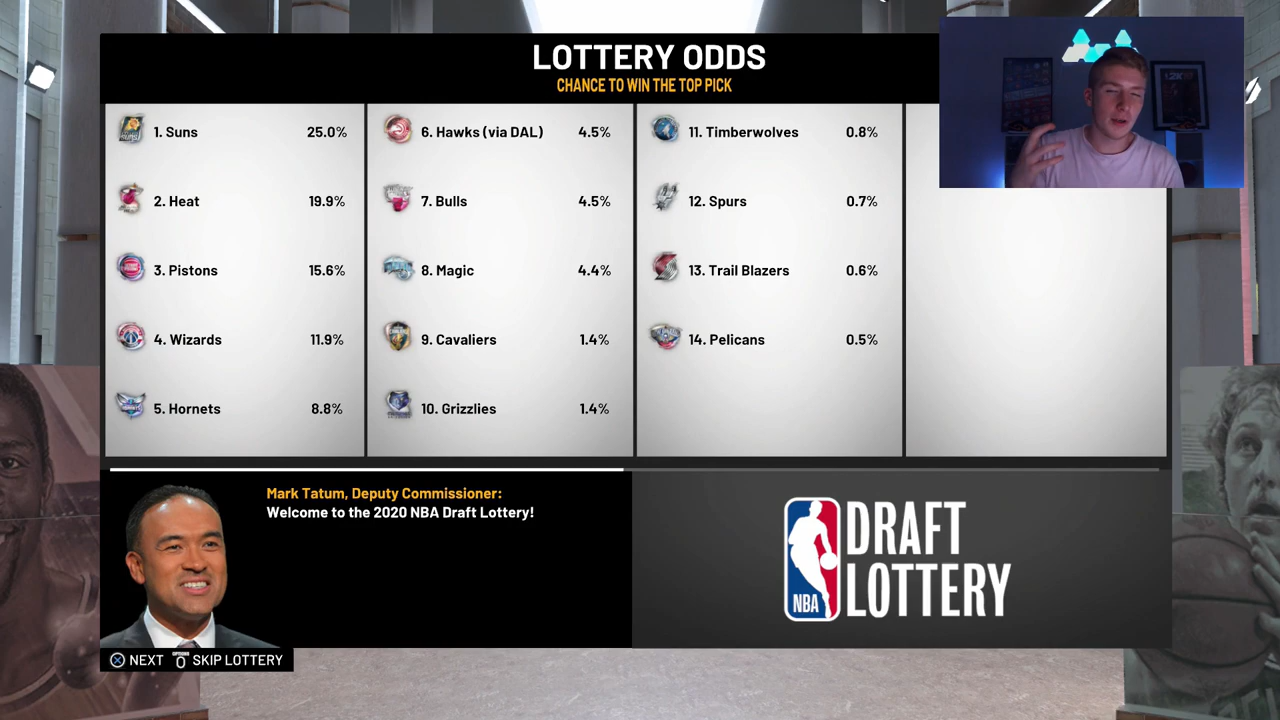 LOTTERY ODDS
CHANCE TO WIN THE TOP PICK
1. Suns 25.0%
2. Heat 19.9%
3. Pistons 15.6%
4. Wizards 11.9%
5. Hornets 8.8%
6. Hawks (via DAL) 4.5%
7. Bulls 4.5%
8. Magic 4.4%
9. Cavaliers 1.4%
10. Grizzlies 1.4%
11. Timberwolves 0.8%
12. Spurs 0.7%
13. Trail Blazers 0.6%
14. Pelicans 0.5%
Mark Tatum, Deputy Commissioner:
Welcome to the 2020 NBA Draft Lottery!
NBA
DRAFT
LOTTERY
NEXT OPTIONS SKIP LOTTERY